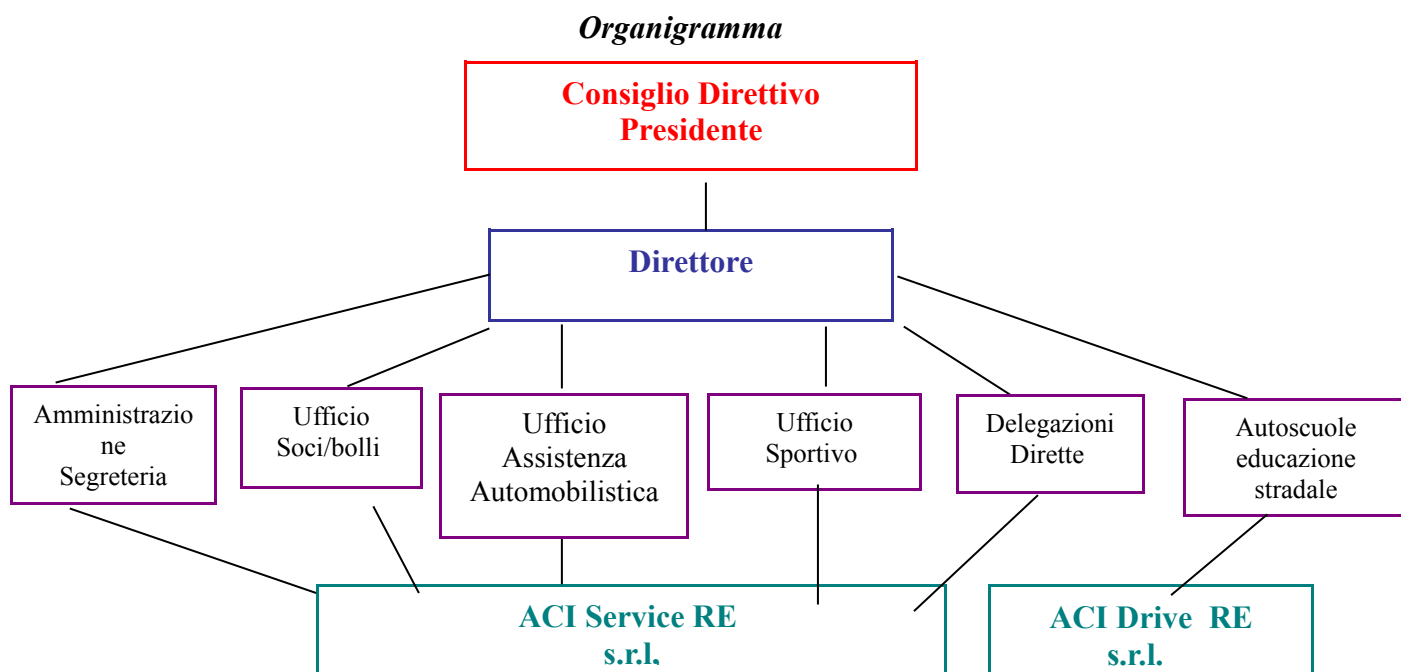 Organigramma
Consiglio Direttivo
Presidente
Direttore
Amministrazio
ne
Segreteria
Ufficio
Soci/bolli
Ufficio
Assistenza
Automobilistica
Ufficio
Sportivo
Delegazioni
Dirette
Autoscuole
educazione
stradale
ACI Service RE
s.r.l,
ACI Drive RE
s.r.l.